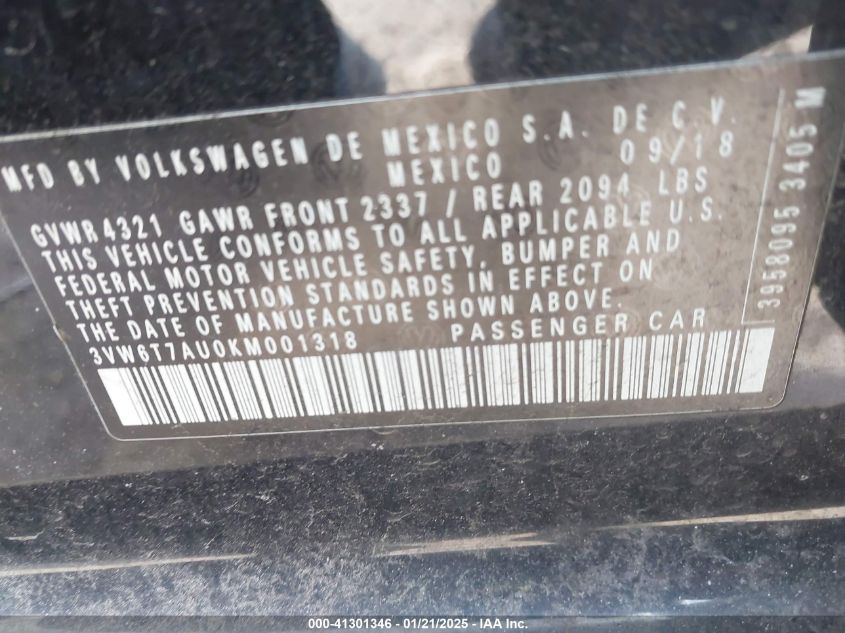 MFD BY VOLKSWAGEN DE MEXICO S.A. DE C.V.
MEXICO 09/18
GVWR 4321 GAWR FRONT 2337 / REAR 2094 LBS
THIS VEHICLE CONFORMS TO ALL APPLICABLE U.S.
FEDERAL MOTOR VEHICLE SAFETY, BUMPER AND
THEFT PREVENTION STANDARDS IN EFFECT ON
THE DATE OF MANUFACTURE SHOWN ABOVE.
3VW6T7AU0KM001318 PASSENGER CAR
3958095 3405 M
000-41301346 - 01/21/2025 - IAA Inc.